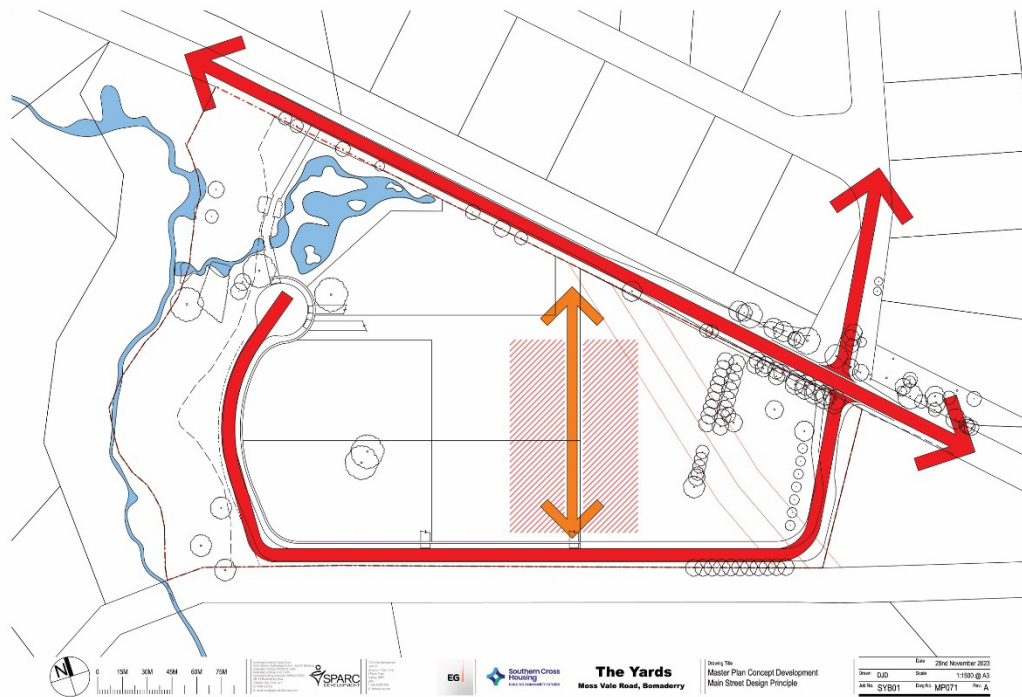 N
0 15M 30M 45M 60M 75M
SPARC
DEVELOPMENT
EG
Southern Cross
Housing
The Yards
Moss Vale Road, Bomaderry
Drawing Title
Master Plan Concept Development
Main Street Design Principle
Date 22nd November 2023
Drawn DJD Scale 1:1500 @ A3
Job No. SYB01 Dwg No. MP071 Rev. A